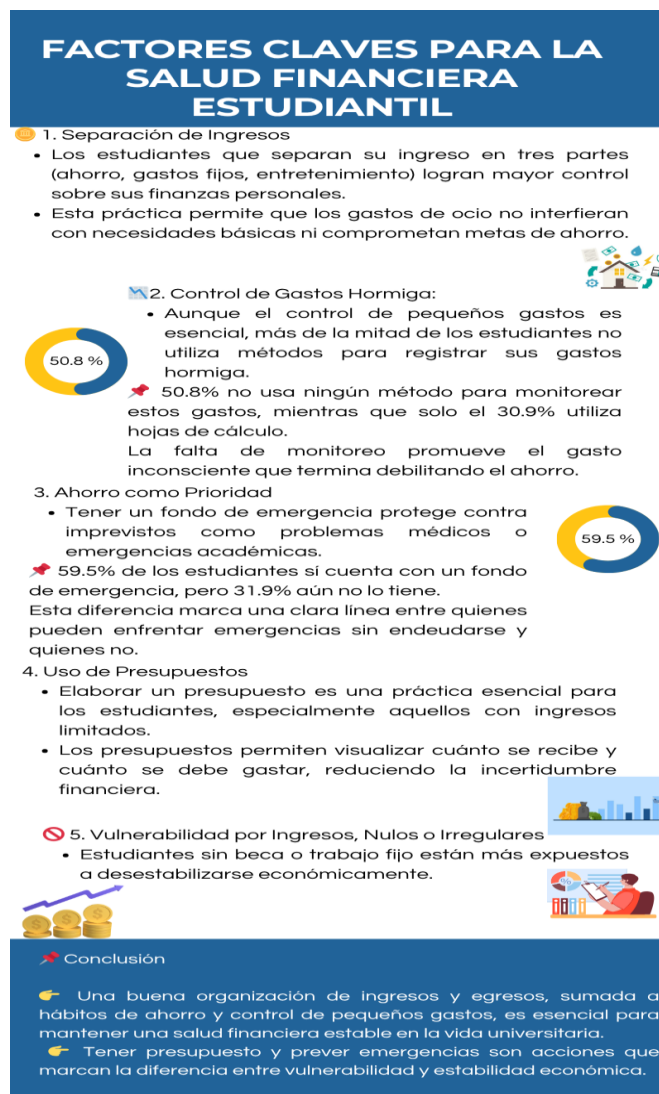 FACTORES CLAVES PARA LA
SALUD FINANCIERA
ESTUDIANTIL
1. Separación de Ingresos
• Los estudiantes que separan su ingreso en tres partes
(ahorro, gastos fijos, entretenimiento) logran mayor control
sobre sus finanzas personales.
• Esta práctica permite que los gastos de ocio no interfieran
con necesidades básicas ni comprometan metas de ahorro.
2. Control de Gastos Hormiga:
• Aunque el control de pequeños gastos es
esencial, más de la mitad de los estudiantes no
utiliza métodos para registrar sus gastos
hormiga.
50.8 %
50.8% no usa ningún método para monitorear
estos gastos, mientras que solo el 30.9% utiliza
hojas de cálculo.
La falta de monitoreo promueve el gasto
inconsciente que termina debilitando el ahorro.
3. Ahorro como Prioridad
• Tener un fondo de emergencia protege contra
imprevistos como problemas médicos o
emergencias académicas.
59.5 %
59.5% de los estudiantes sí cuenta con un fondo
de emergencia, pero 31.9% aún no lo tiene.
Esta diferencia marca una clara línea entre quienes
pueden enfrentar emergencias sin endeudarse y
quienes no.
4. Uso de Presupuestos
• Elaborar un presupuesto es una práctica esencial para
los estudiantes, especialmente aquellos con ingresos
limitados.
• Los presupuestos permiten visualizar cuánto se recibe y
cuánto se debe gastar, reduciendo la incertidumbre
financiera.
5. Vulnerabilidad por Ingresos, Nulos o Irregulares
• Estudiantes sin beca o trabajo fijo están más expuestos
a desestabilizarse económicamente.
Conclusión
Una buena organización de ingresos y egresos, sumada a
hábitos de ahorro y control de pequeños gastos, es esencial para
mantener una salud financiera estable en la vida universitaria.
Tener presupuesto y prever emergencias son acciones que
marcan la diferencia entre vulnerabilidad y estabilidad económica.